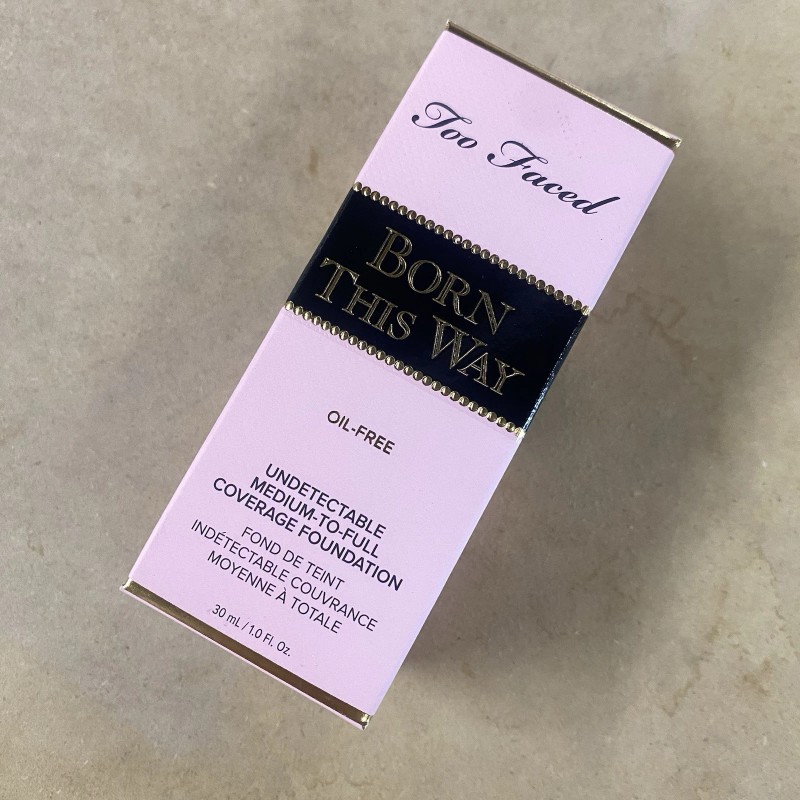 Too Faced
BORN
THIS WAY
OIL-FREE
UNDETECTABLE
MEDIUM-TO-FULL
COVERAGE FOUNDATION
FOND DE TEINT
INDÉTECTABLE COUVRANCE
MOYENNE À TOTALE
30 mL / 1.0 Fl. Oz.